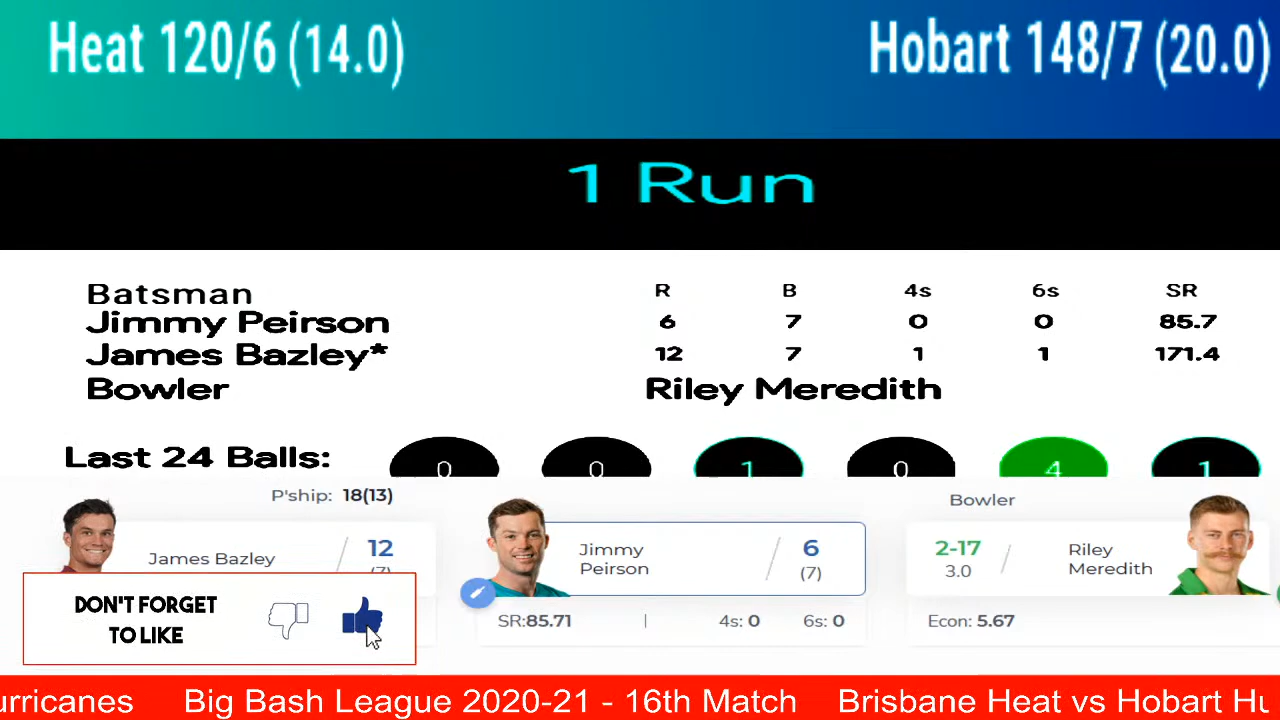 Heat 120/6 (14.0) Hobart 148/7 (20.0)
1 Run
Batsman R B 4s 6s SR
Jimmy Peirson 6 7 0 0 85.7
James Bazley* 12 7 1 1 171.4
Bowler Riley Meredith
Last 24 Balls: 0 0 1 0 4 1
P'ship: 18(13)
James Bazley 12
(7)
Jimmy
Peirson
6
(7)
SR:85.71 | 4s: 0 6s: 0
Bowler
2-17
3.0
Riley
Meredith
Econ: 5.67
DON'T FORGET
TO LIKE
urricanes Big Bash League 2020-21 - 16th Match Brisbane Heat vs Hobart Hu